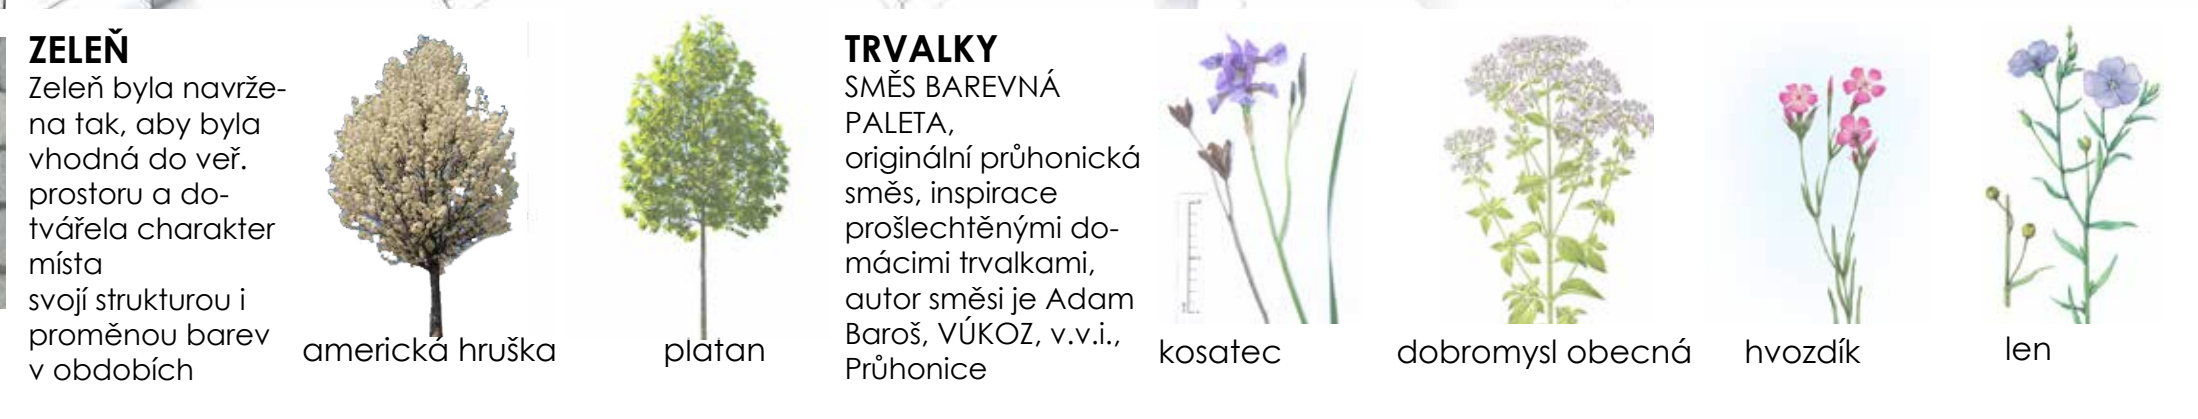 ZELEŇ
Zeleň byla navrže-
na tak, aby byla
vhodná do veř.
prostoru a do-
tvářela charakter
místa
svojí strukturou i
proměnou barev
v obdobích
americká hruška
platan
TRVALKY
SMĚS BAREVNÁ
PALETA,
originální průhonická
směs, inspirace
prošlechtěnými do-
mácimi trvalkami,
autor směsi je Adam
Baroš, VÚKOZ, v.v.i.,
Průhonice
kosatec
dobromysl obecná
hvozdík
len